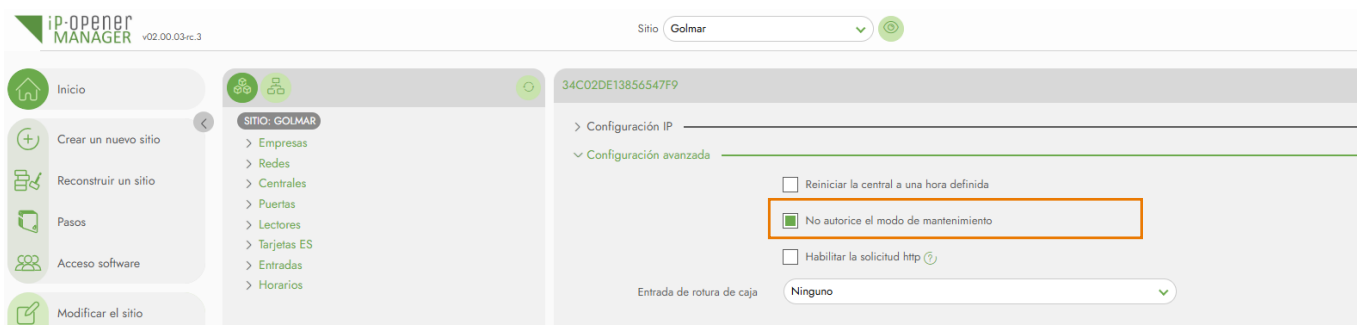 iP·OPENER
MANAGER v02.00.03-rc.3
Sitio Golmar
Inicio
Crear un nuevo sitio
Reconstruir un sitio
Pasos
Acceso software
Modificar el sitio
SITIO: GOLMAR
Empresas
Redes
Centrales
Puertas
Lectores
Tarjetas ES
Entradas
Horarios
34C02DE13856547F9
Configuración IP
Configuración avanzada
Reiniciar la central a una hora definida
No autorice el modo de mantenimiento
Habilitar la solicitud http ?
Entrada de rotura de caja Ninguno